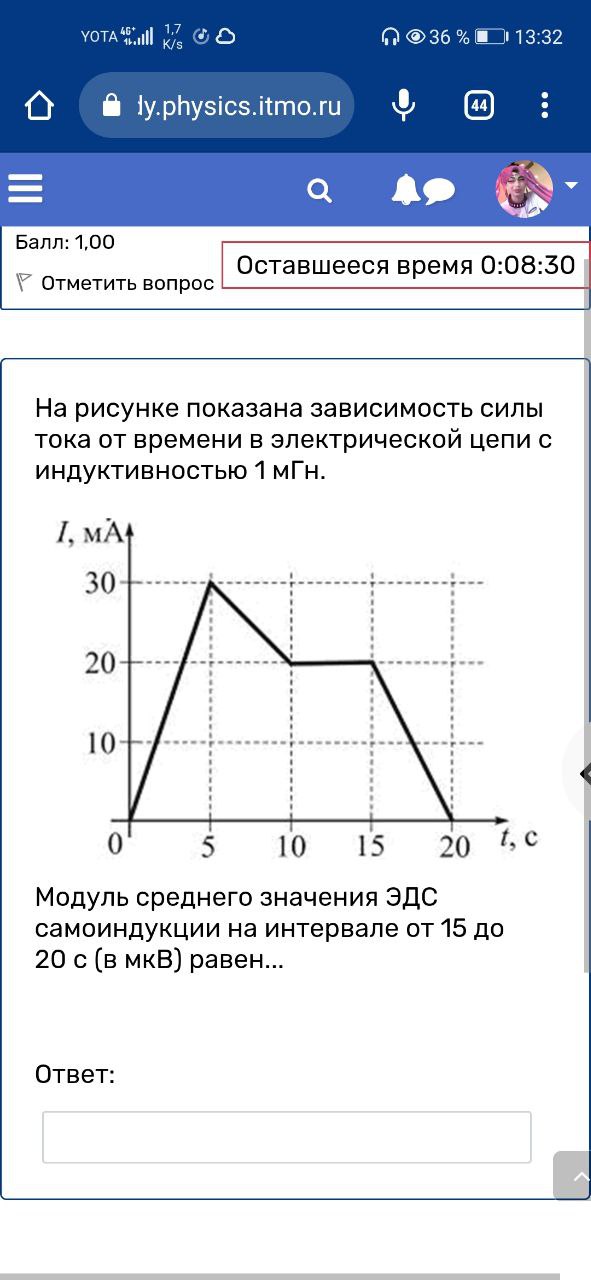 YOTA 4G+ 1,7 K/s 36 % 13:32
ly.physics.itmo.ru 44
Балл: 1,00
Отметить вопрос
Оставшееся время 0:08:30
На рисунке показана зависимость силы
тока от времени в электрической цепи с
индуктивностью 1 мГн.
I, мА
30
20
10
0 5 10 15 20 t, с
Модуль среднего значения ЭДС
самоиндукции на интервале от 15 до
20 с (в мкВ) равен...
Ответ: